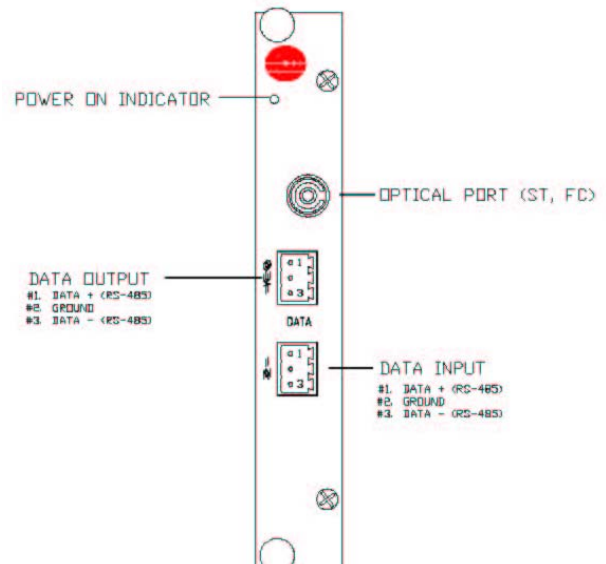 POWER ON INDICATOR
OPTICAL PORT (ST, FC)
DATA OUTPUT
#1. DATA + (RS-485)
#2. GROUND
#3. DATA - (RS-485)
1
3
DATA
1
3
DATA INPUT
#1. DATA + (RS-485)
#2. GROUND
#3. DATA - (RS-485)